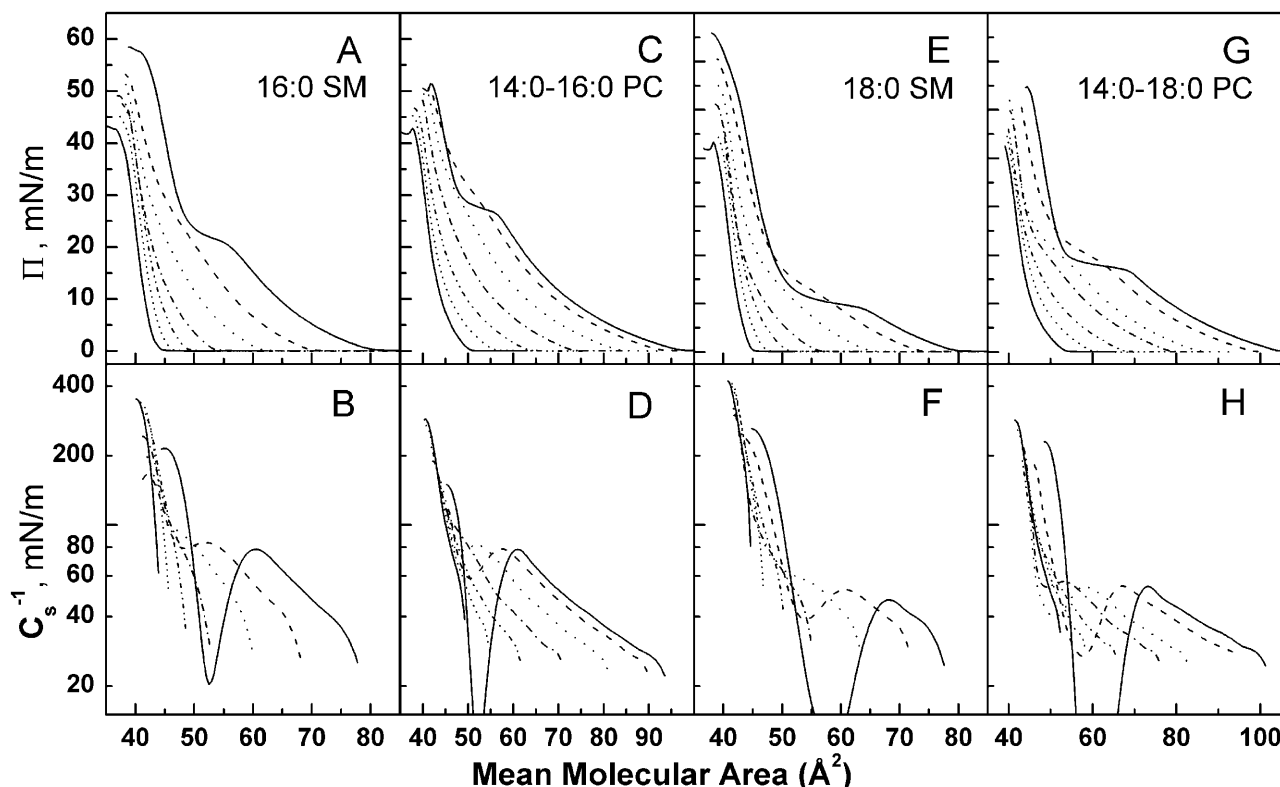 A
16:0 SM
C
14:0-16:0 PC
E
18:0 SM
G
14:0-18:0 PC
60
50
40
30
20
10
0
Π , mN/m
B
D
F
H
400
200
80
60
40
20
C_s^-1, mN/m
40 50 60 70 80
40 50 60 70 80 90
40 50 60 70 80
40 60 80 100
Mean Molecular Area (Å²)